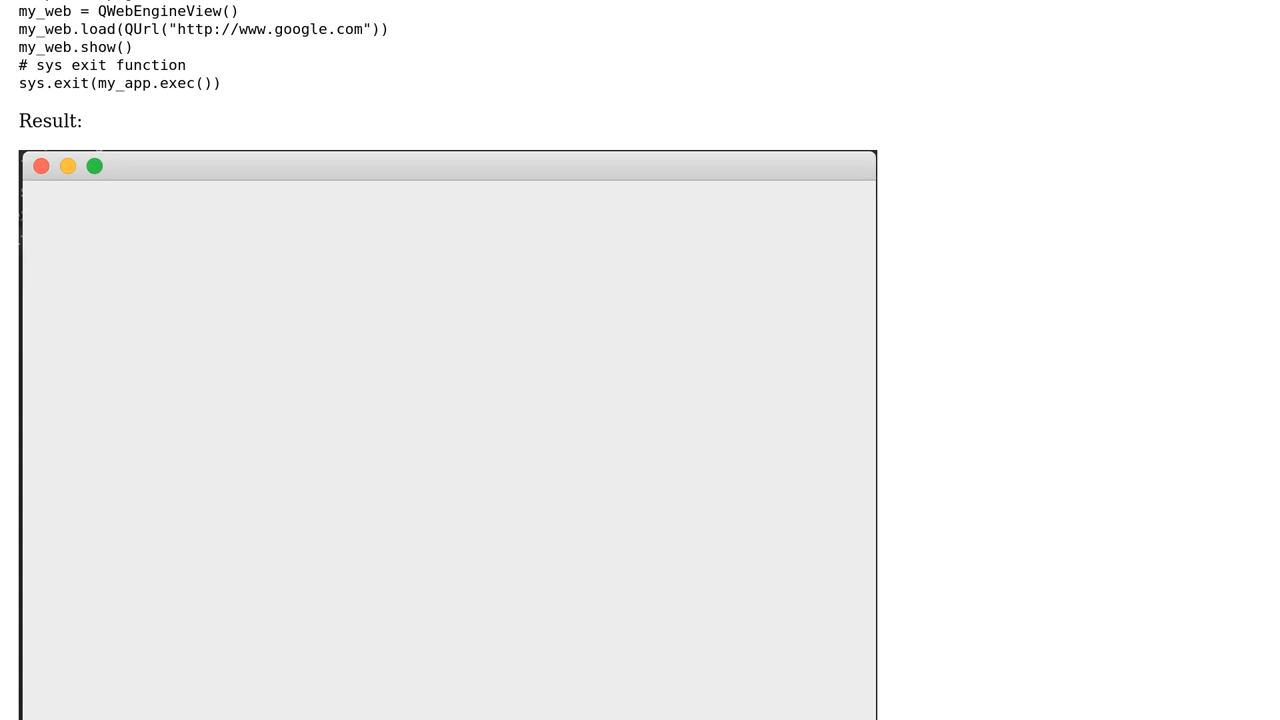 my_web = QWebEngineView()
my_web.load(QUrl("http://www.google.com"))
my_web.show()
# sys exit function
sys.exit(my_app.exec())
Result: